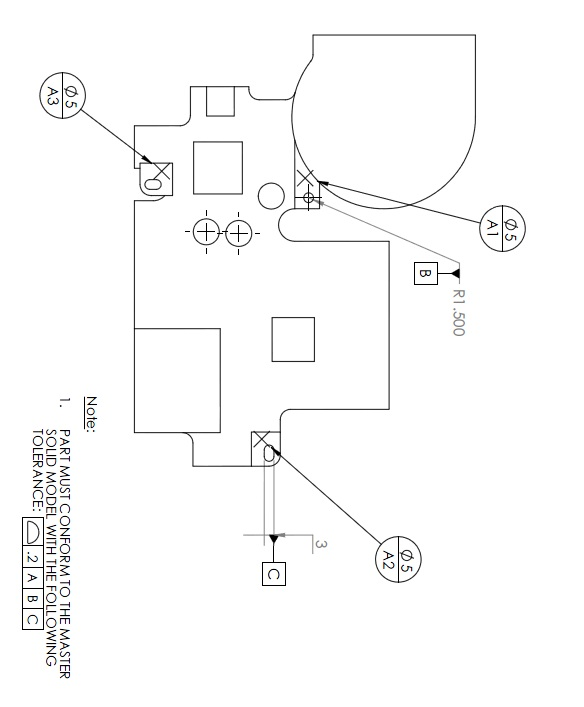 Ø 5
A3
Ø 5
A1
B
R1.500
3
C
Ø 5
A2
Note:
1. PART MUST CONFORM TO THE MASTER
SOLID MODEL WITH THE FOLLOWING
TOLERANCE: ⌓ .2 A B C